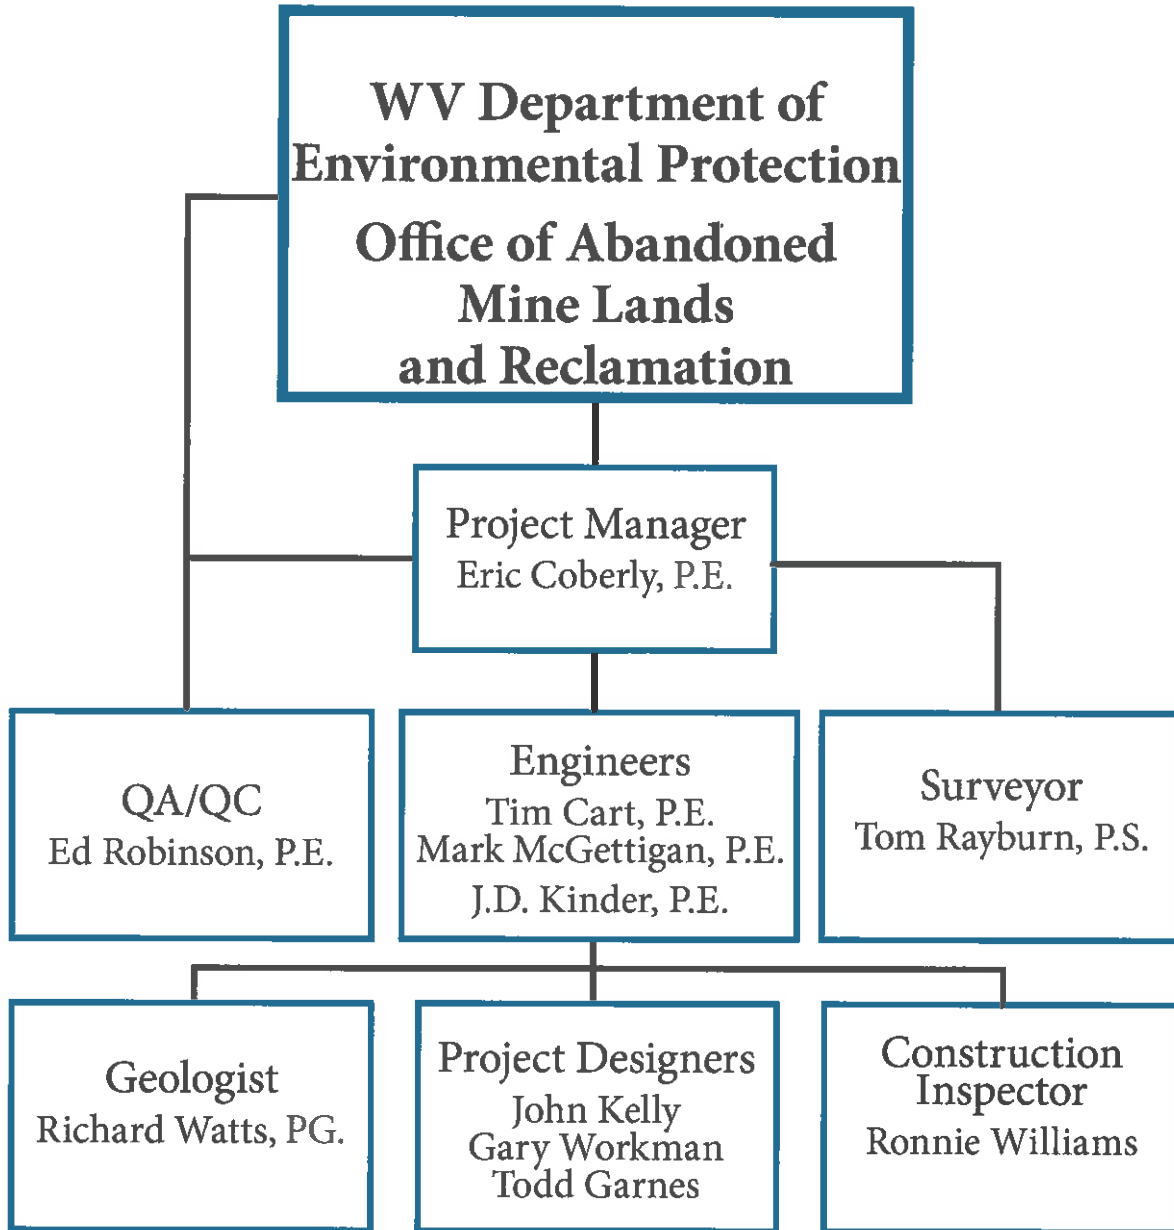 WV Department of
Environmental Protection
Office of Abandoned
Mine Lands
and Reclamation
Project Manager
Eric Coberly, P.E.
QA/QC
Ed Robinson, P.E.
Engineers
Tim Cart, P.E.
Mark McGettigan, P.E.
J.D. Kinder, P.E.
Surveyor
Tom Rayburn, P.S.
Geologist
Richard Watts, PG.
Project Designers
John Kelly
Gary Workman
Todd Garnes
Construction
Inspector
Ronnie Williams